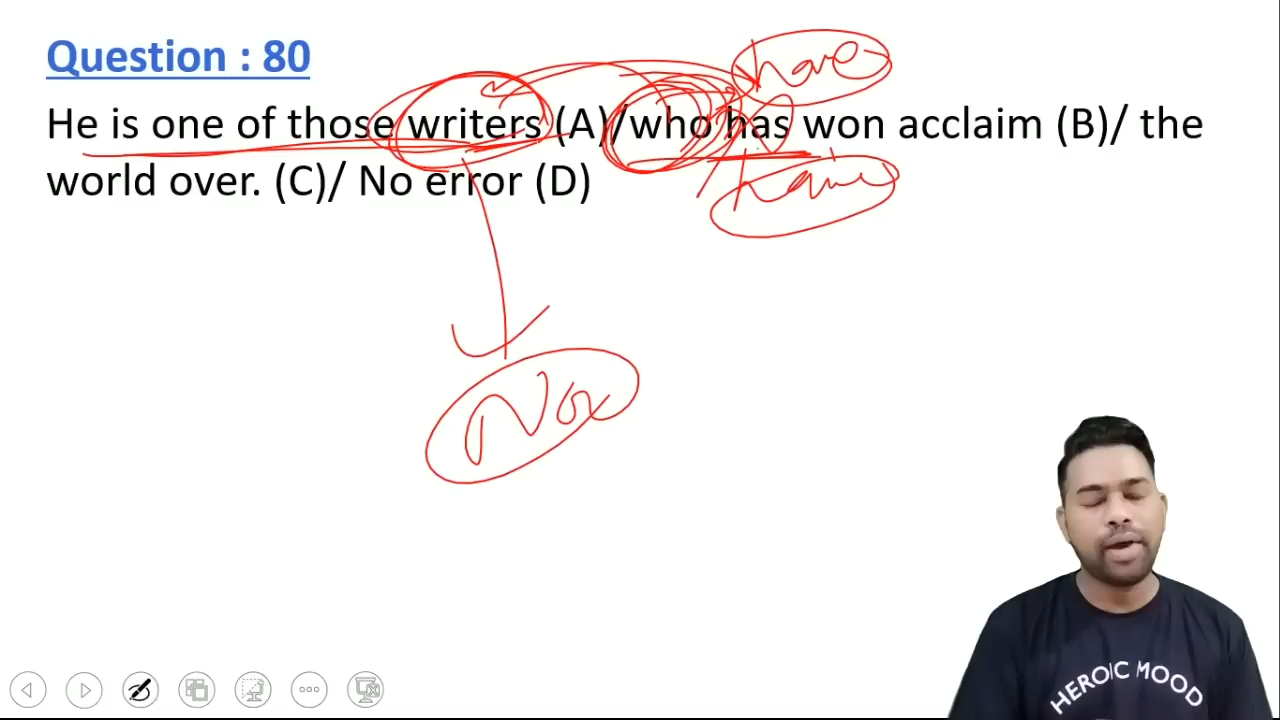 Question : 80
have
He is one of those writers (A)/who has won acclaim (B)/ the
world over. (C)/ No error (D)
have
HEROIC MOOD